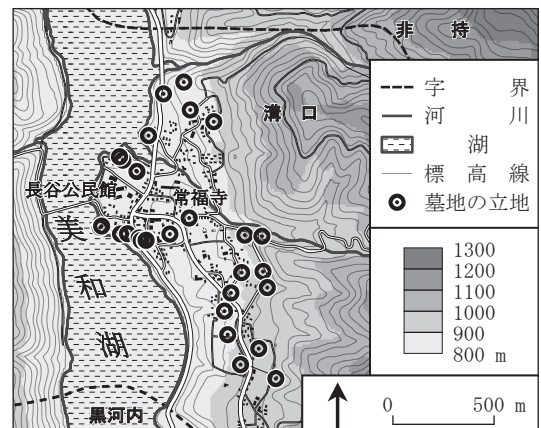 非 持
溝 口
長谷公民館
常福寺
美和湖
黒河内
字 界
河 川
湖
標 高 線
墓地の立地
1300
1200
1100
1000
900
800 m
0 500 m